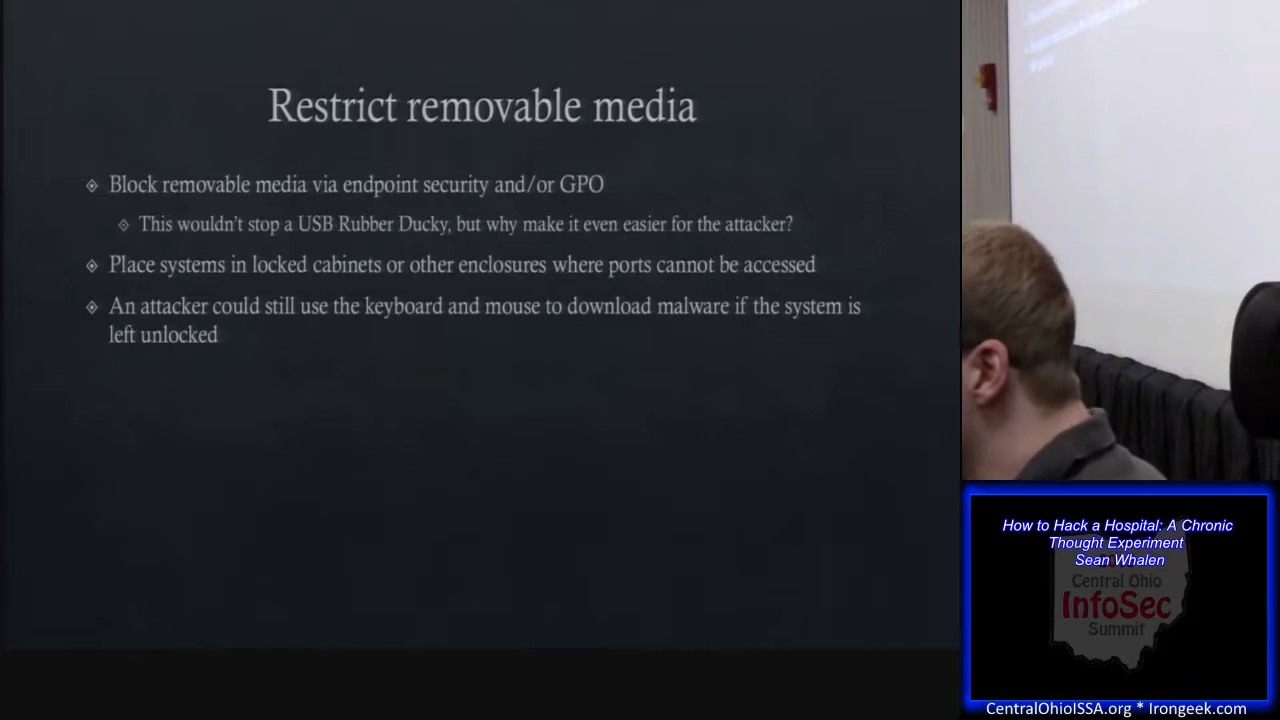 Restrict removable media
Block removable media via endpoint security and/or GPO
This wouldn't stop a USB Rubber Ducky, but why make it even easier for the attacker?
Place systems in locked cabinets or other enclosures where ports cannot be accessed
An attacker could still use the keyboard and mouse to download malware if the system is
left unlocked
How to Hack a Hospital: A Chronic
Thought Experiment
Sean Whalen
Central Ohio
InfoSec
Summit
CentralOhioISSA.org * Irongeek.com